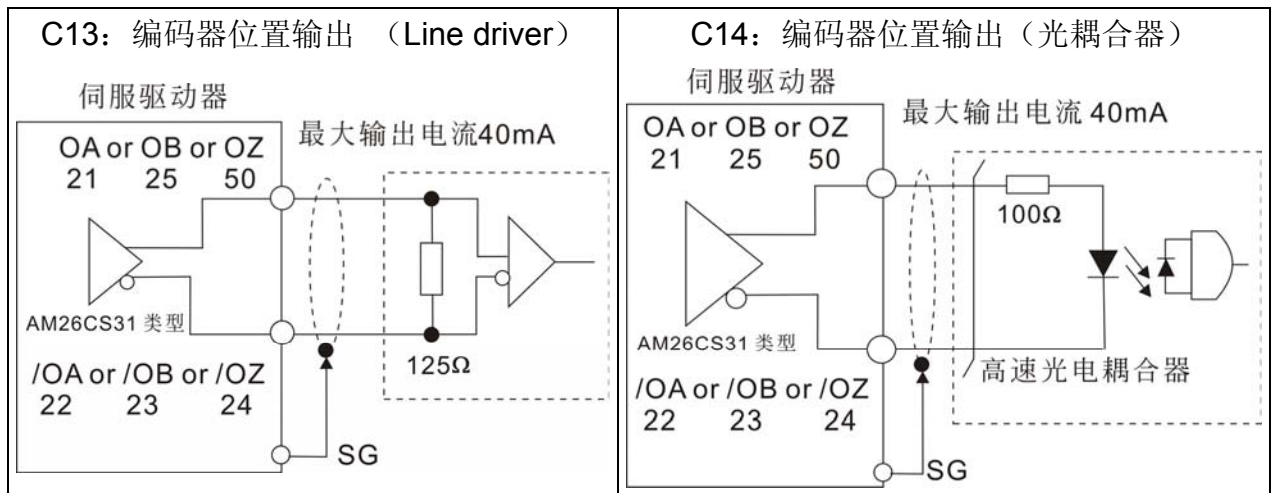 C13：编码器位置输出 （Line driver）
伺服驱动器
最大输出电流40mA
OA or OB or OZ
21 25 50
AM26CS31 类型
125Ω
/OA or /OB or /OZ
22 23 24
SG
C14：编码器位置输出（光耦合器）
伺服驱动器
最大输出电流 40mA
OA or OB or OZ
21 25 50
100Ω
AM26CS31 类型
高速光电耦合器
/OA or /OB or /OZ
22 23 24
SG